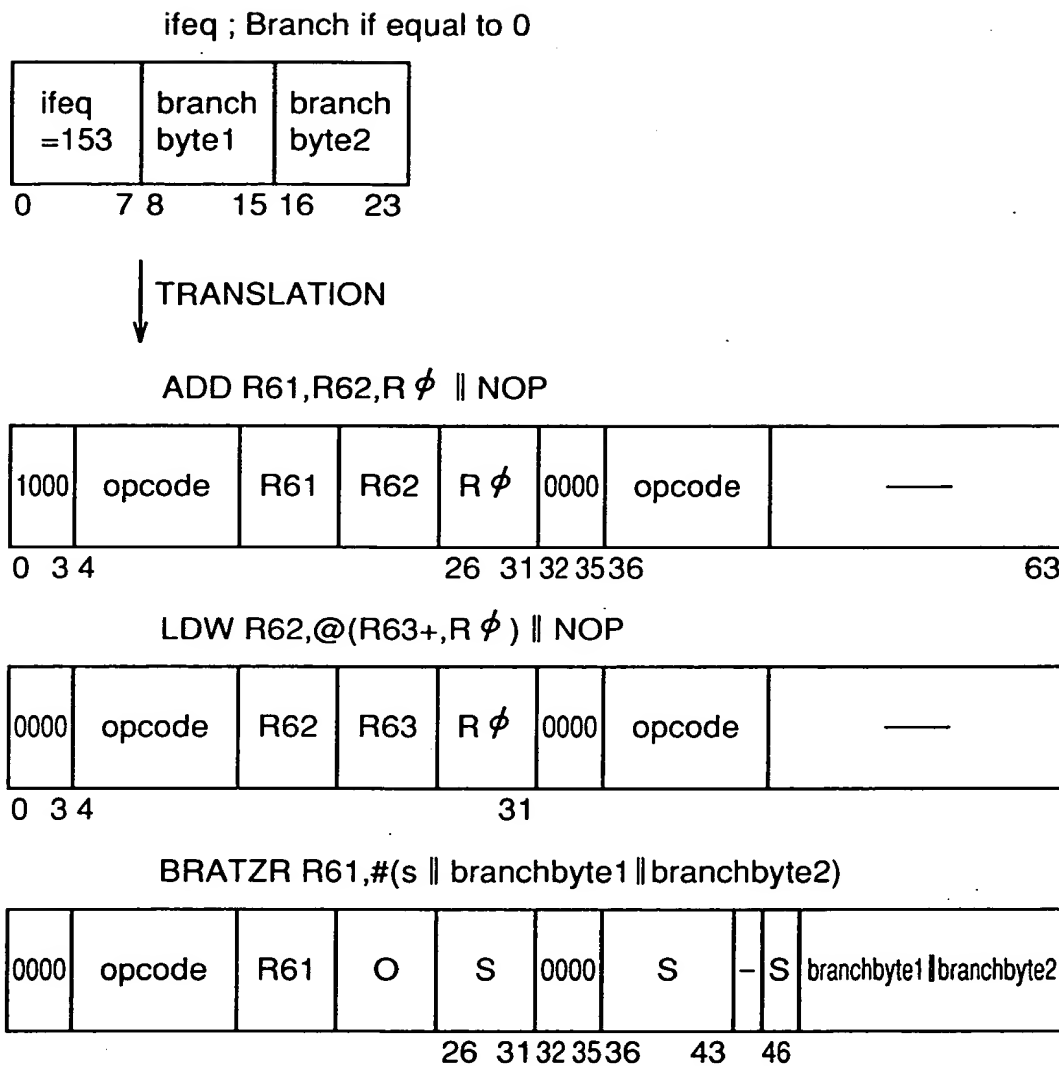 ifeq ; Branch if equal to 0
ifeq branch branch
=153 byte1 byte2
0 7 8 15 16 23
TRANSLATION
ADD R61,R62,Rϕ || NOP
1000 opcode R61 R62 Rϕ 0000 opcode —
0 3 4 26 31 32 35 36 63
LDW R62,@(R63+,Rϕ) || NOP
0000 opcode R62 R63 Rϕ 0000 opcode —
0 3 4 31
BRATZR R61,#(s || branchbyte1 || branchbyte2)
0000 opcode R61 O S 0000 S – S branchbyte1 || branchbyte2
26 31 32 35 36 43 46